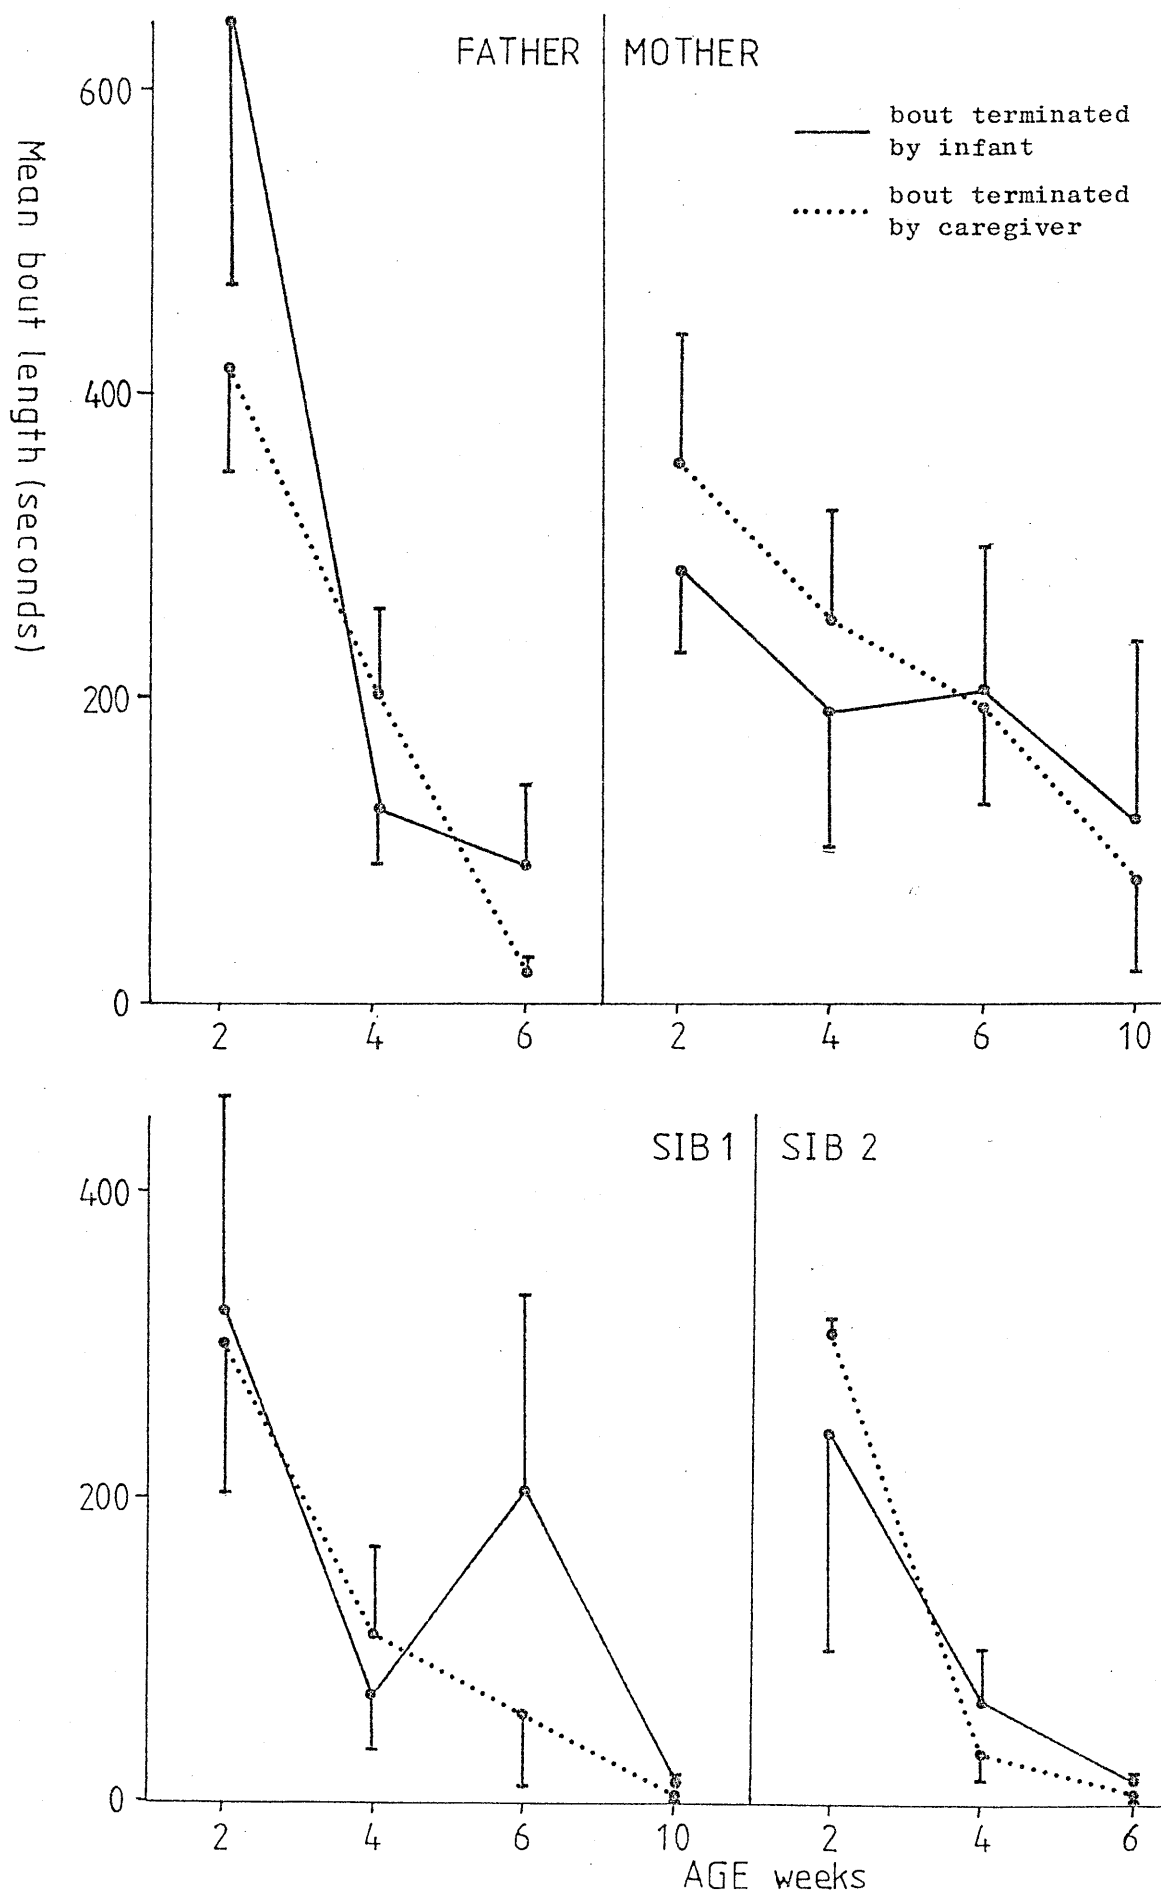 FATHER MOTHER
bout terminated
by infant
bout terminated
by caregiver
Mean bout length (seconds)
600
400
200
0
2 4 6 2 4 6 10
SIB 1 SIB 2
400
200
0
2 4 6 10 2 4 6
AGE weeks